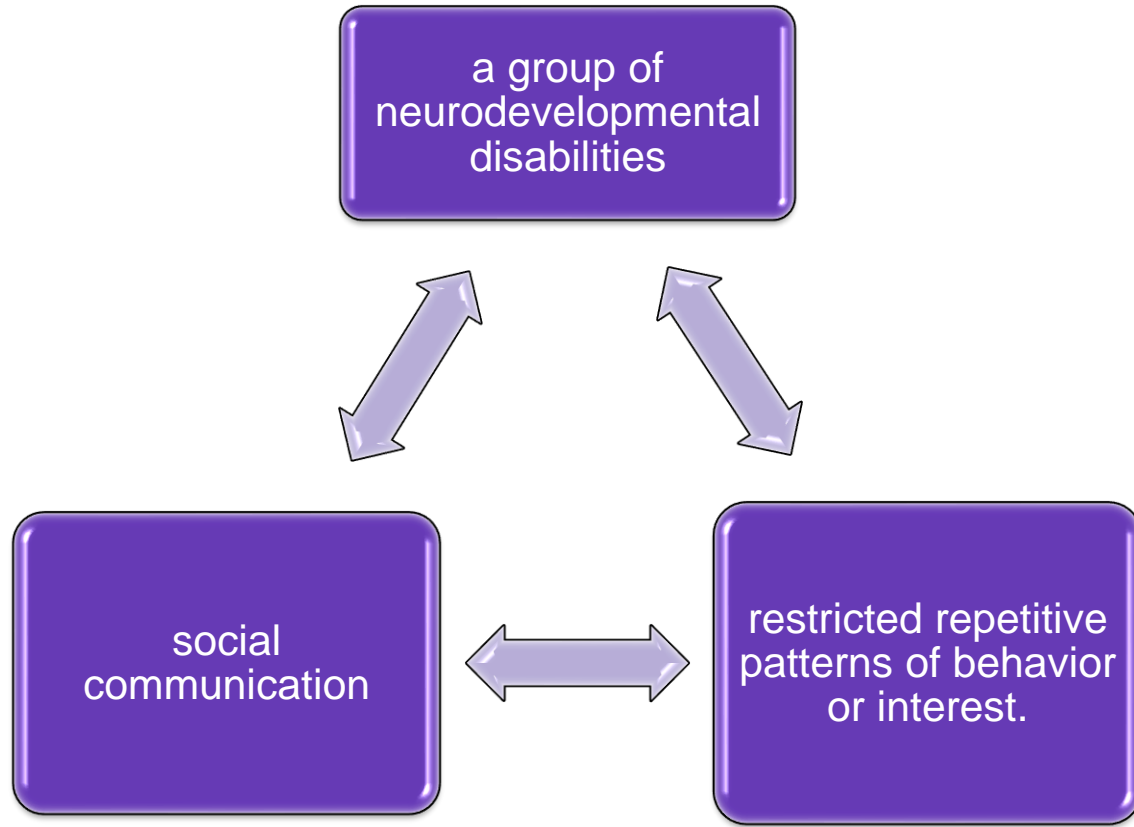 a group of
neurodevelopmental
disabilities
social
communication
restricted repetitive
patterns of behavior
or interest.